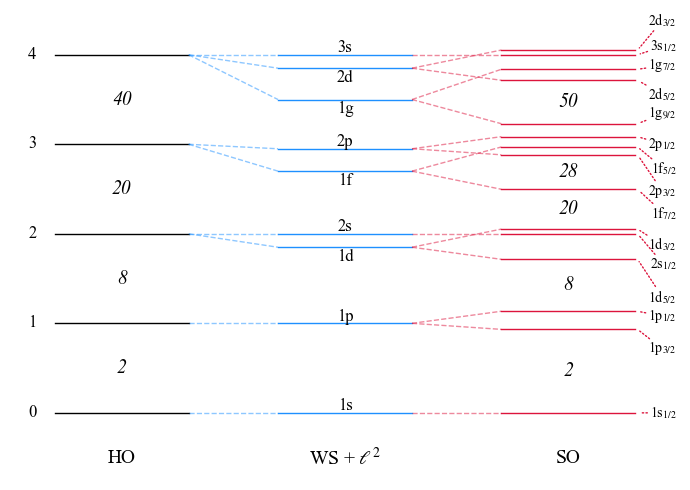 2d3/2
4 3s 3s1/2
2d 1g7/2
40 1g 50 2d5/2
1g9/2
3 2p 2p1/2
1f 28 1f5/2
20 2p3/2
20 1f7/2
2 2s 1d3/2
1d 2s1/2
8 8 1d5/2
1 1p 1p1/2
1p3/2
2 2
0 1s 1s1/2
HO WS + ℓ² SO